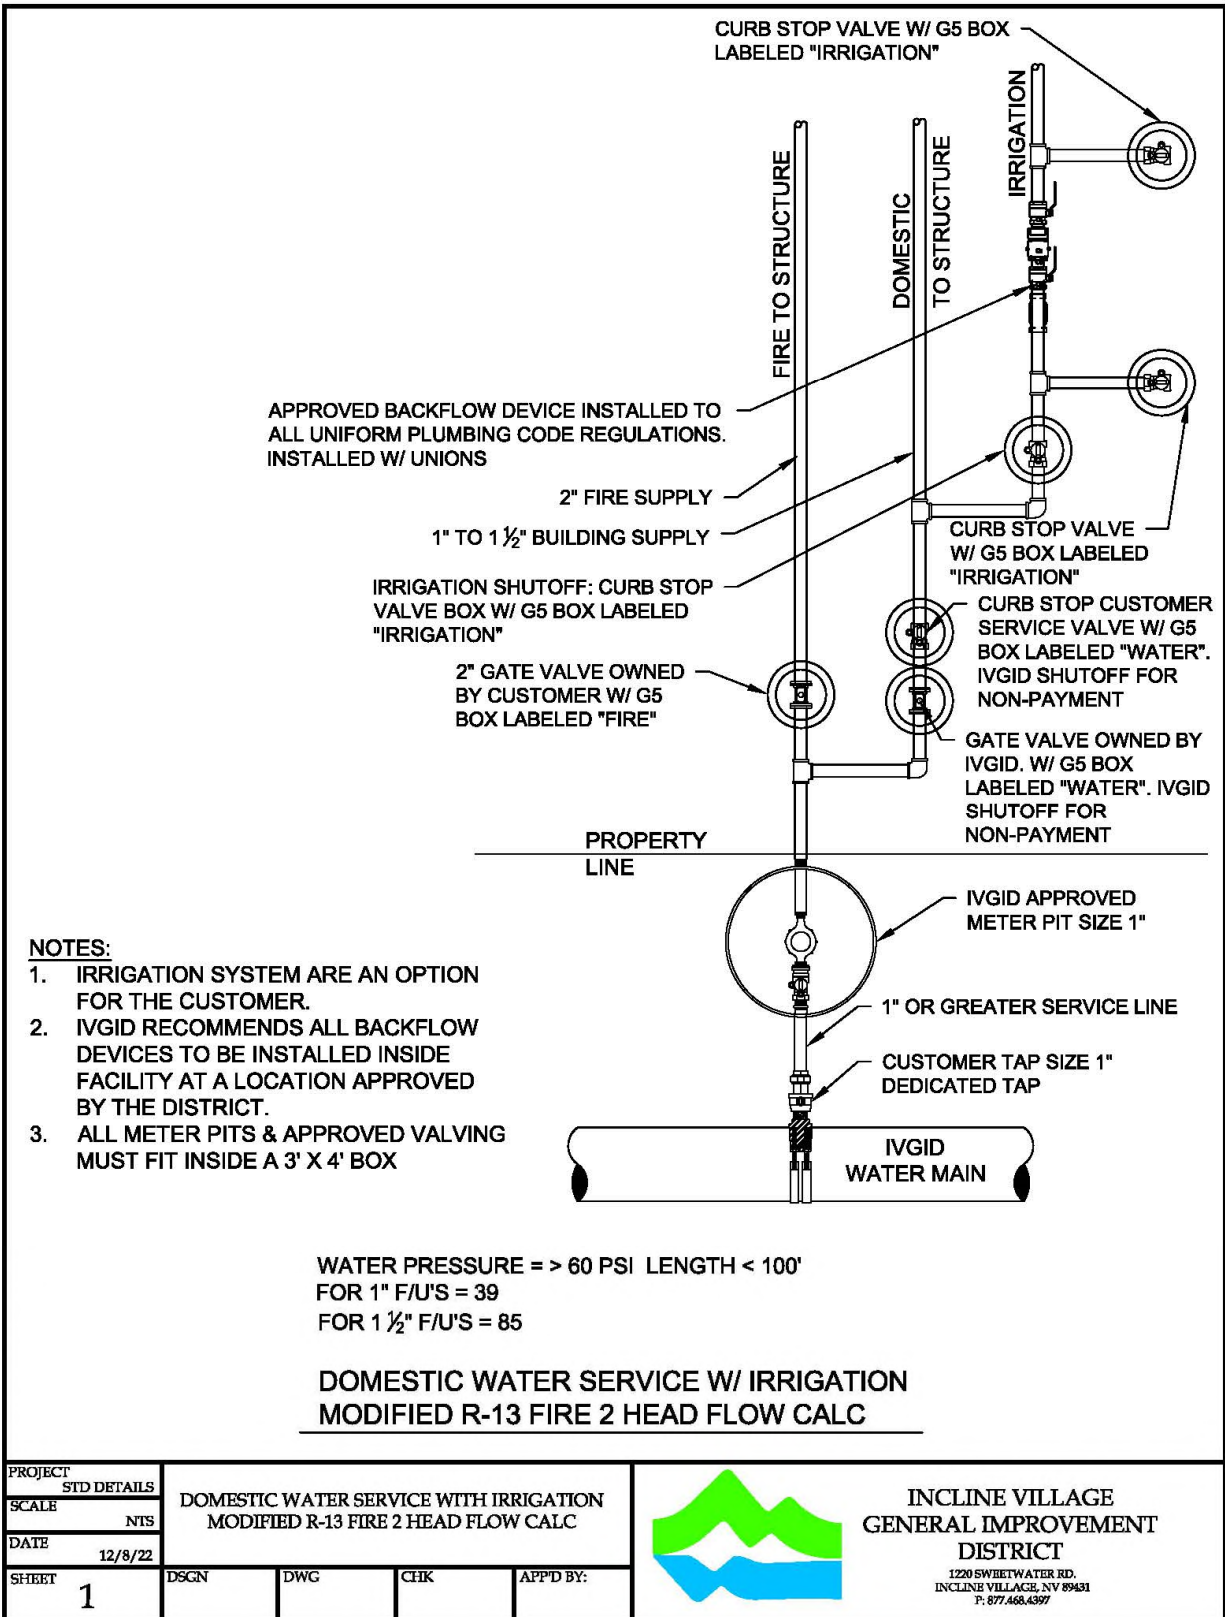 CURB STOP VALVE W/ G5 BOX
LABELED "IRRIGATION"
IRRIGATION
FIRE TO STRUCTURE
DOMESTIC
TO STRUCTURE
APPROVED BACKFLOW DEVICE INSTALLED TO
ALL UNIFORM PLUMBING CODE REGULATIONS.
INSTALLED W/ UNIONS
2" FIRE SUPPLY
1" TO 1 ½" BUILDING SUPPLY
IRRIGATION SHUTOFF: CURB STOP
VALVE BOX W/ G5 BOX LABELED
"IRRIGATION"
2" GATE VALVE OWNED
BY CUSTOMER W/ G5
BOX LABELED "FIRE"
CURB STOP VALVE
W/ G5 BOX LABELED
"IRRIGATION"
CURB STOP CUSTOMER
SERVICE VALVE W/ G5
BOX LABELED "WATER".
IVGID SHUTOFF FOR
NON-PAYMENT
GATE VALVE OWNED BY
IVGID. W/ G5 BOX
LABELED "WATER". IVGID
SHUTOFF FOR
NON-PAYMENT
PROPERTY
LINE
IVGID APPROVED
METER PIT SIZE 1"
1" OR GREATER SERVICE LINE
CUSTOMER TAP SIZE 1"
DEDICATED TAP
IVGID
WATER MAIN
NOTES:
1. IRRIGATION SYSTEM ARE AN OPTION
FOR THE CUSTOMER.
2. IVGID RECOMMENDS ALL BACKFLOW
DEVICES TO BE INSTALLED INSIDE
FACILITY AT A LOCATION APPROVED
BY THE DISTRICT.
3. ALL METER PITS & APPROVED VALVING
MUST FIT INSIDE A 3' X 4' BOX
WATER PRESSURE = > 60 PSI LENGTH < 100'
FOR 1" F/U'S = 39
FOR 1 ½" F/U'S = 85
DOMESTIC WATER SERVICE W/ IRRIGATION
MODIFIED R-13 FIRE 2 HEAD FLOW CALC
PROJECT
STD DETAILS
SCALE
NTS
DATE
12/8/22
SHEET
1
DOMESTIC WATER SERVICE WITH IRRIGATION
MODIFIED R-13 FIRE 2 HEAD FLOW CALC
DSGN
DWG
CHK
APP'D BY:
INCLINE VILLAGE
GENERAL IMPROVEMENT
DISTRICT
1220 SWEETWATER RD.
INCLINE VILLAGE, NV 89431
P: 877.468.4397